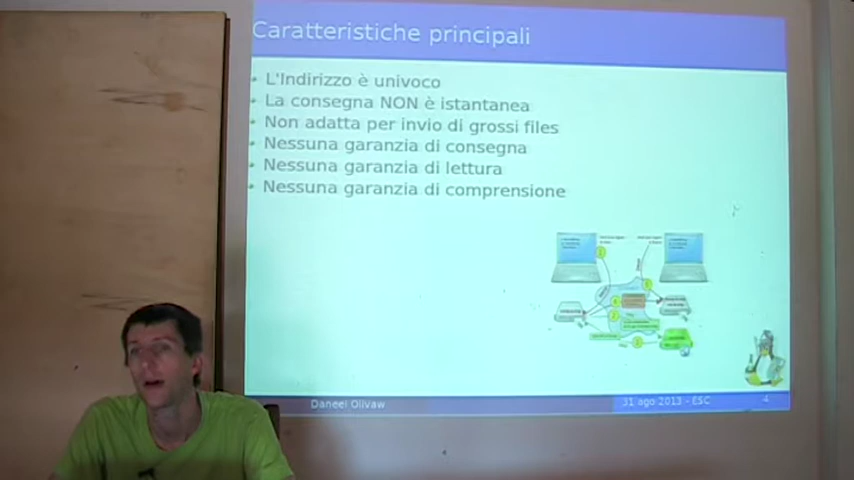 Caratteristiche principali
L'Indirizzo è univoco
La consegna NON è istantanea
Non adatta per invio di grossi files
Nessuna garanzia di consegna
Nessuna garanzia di lettura
Nessuna garanzia di comprensione
Daneel Olivaw
31 ago 2013 - ESC
4